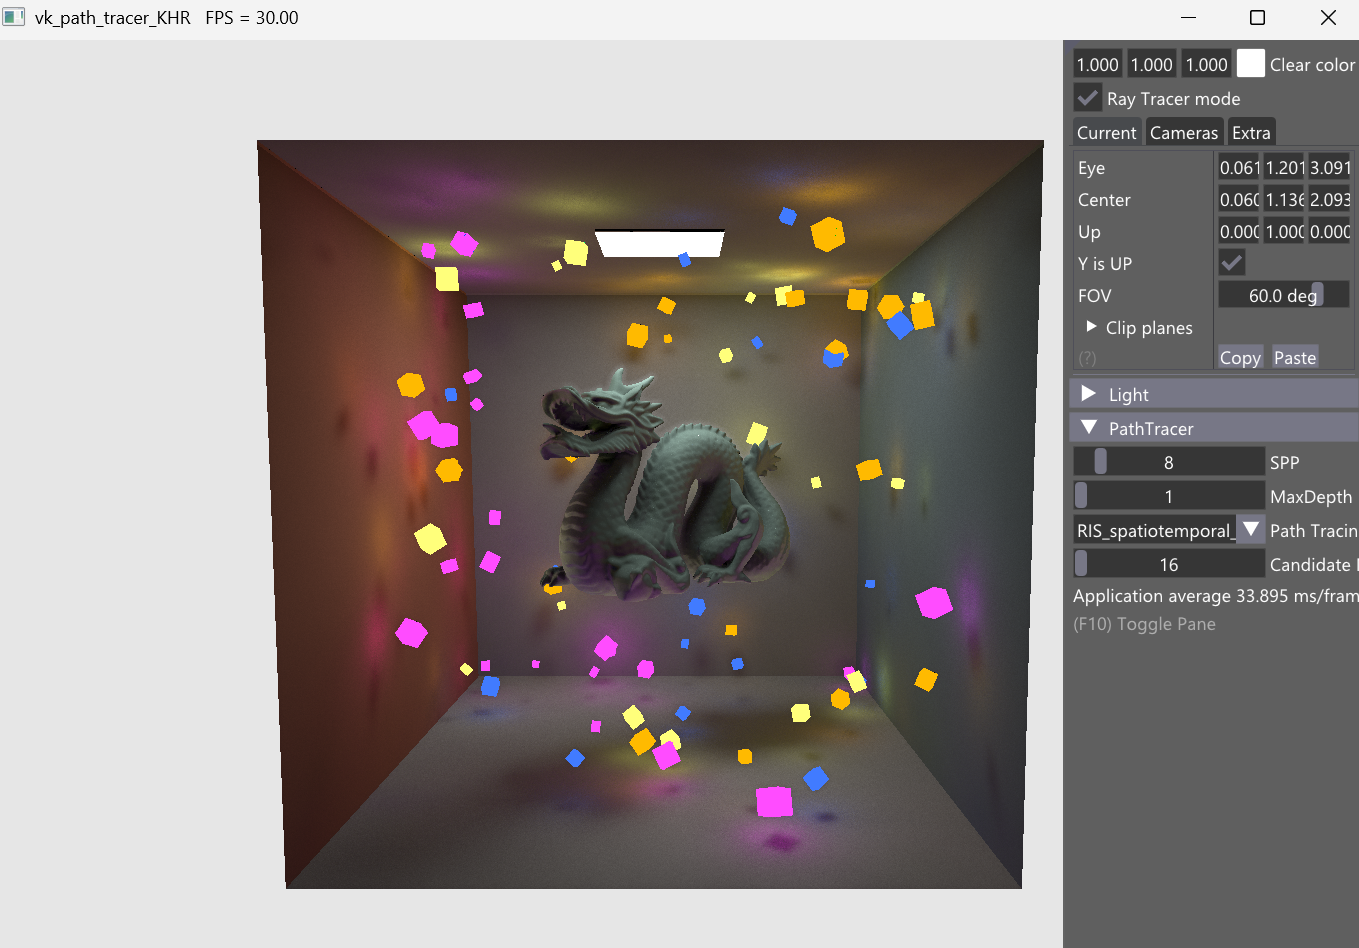 vk_path_tracer_KHR FPS = 30.00
1.000 1.000 1.000 Clear color
Ray Tracer mode
Current Cameras Extra
Eye 0.061 1.201 3.091
Center 0.060 1.136 2.093
Up 0.000 1.000 0.000
Y is UP
FOV 60.0 deg
Clip planes
(?) Copy Paste
Light
PathTracer
8 SPP
1 MaxDepth
RIS_spatiotemporal_ Path Tracin
16 Candidate
Application average 33.895 ms/fram
(F10) Toggle Pane